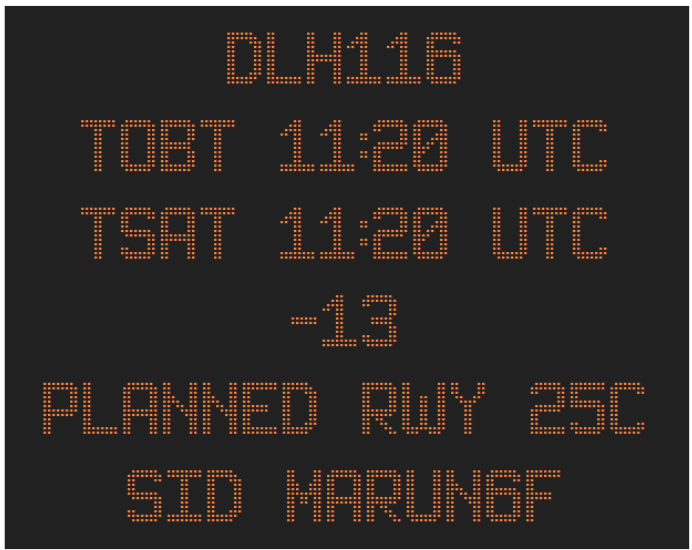 DLH116
TOBT 11:20 UTC
TSAT 11:20 UTC
-13
PLANNED RWY 25C
SID MARUN6F